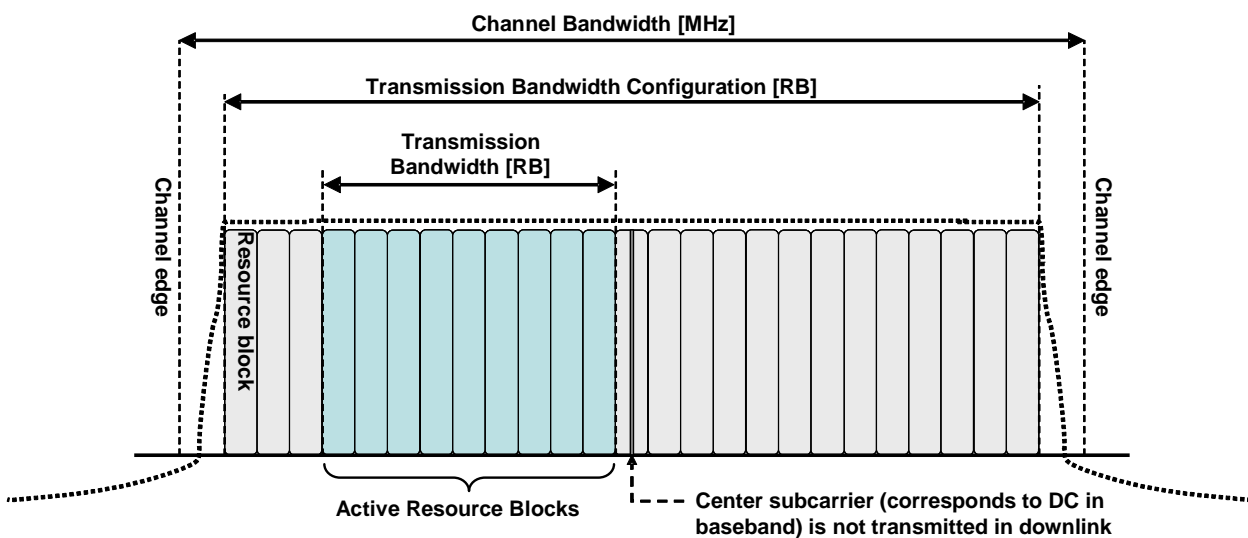 Channel Bandwidth [MHz]
Transmission Bandwidth Configuration [RB]
Transmission
Bandwidth [RB]
Channel edge
Resource block
Channel edge
Active Resource Blocks
Center subcarrier (corresponds to DC in
baseband) is not transmitted in downlink